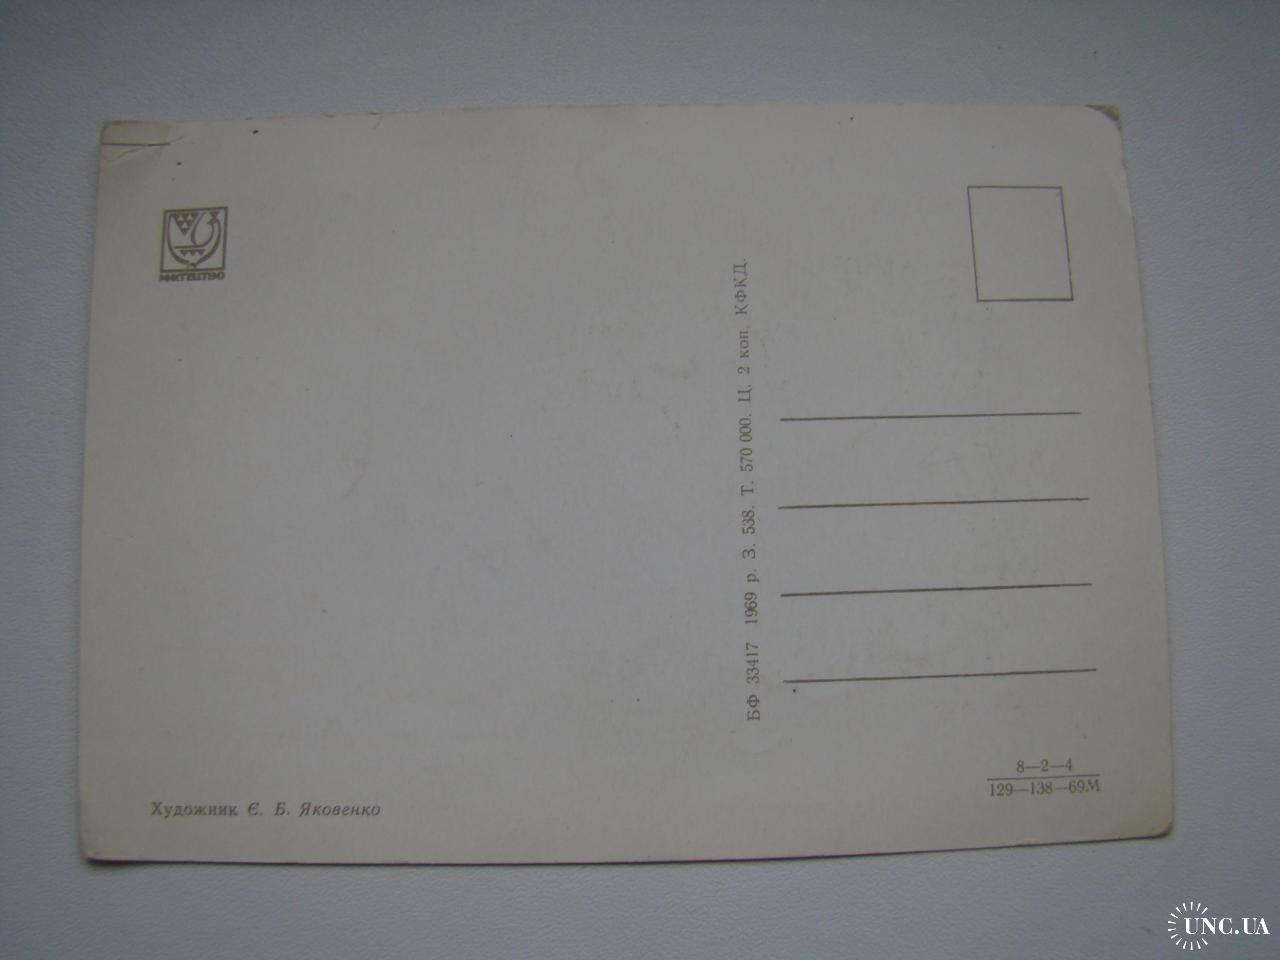 МИСТЕЦТВО
БФ 33417 1969 р. З. 538. Т. 570 000. Ц. 2 коп. КФКД.
8—2—4
129—138—69М
Художник Є. Б. Яковенко
UNC.UA